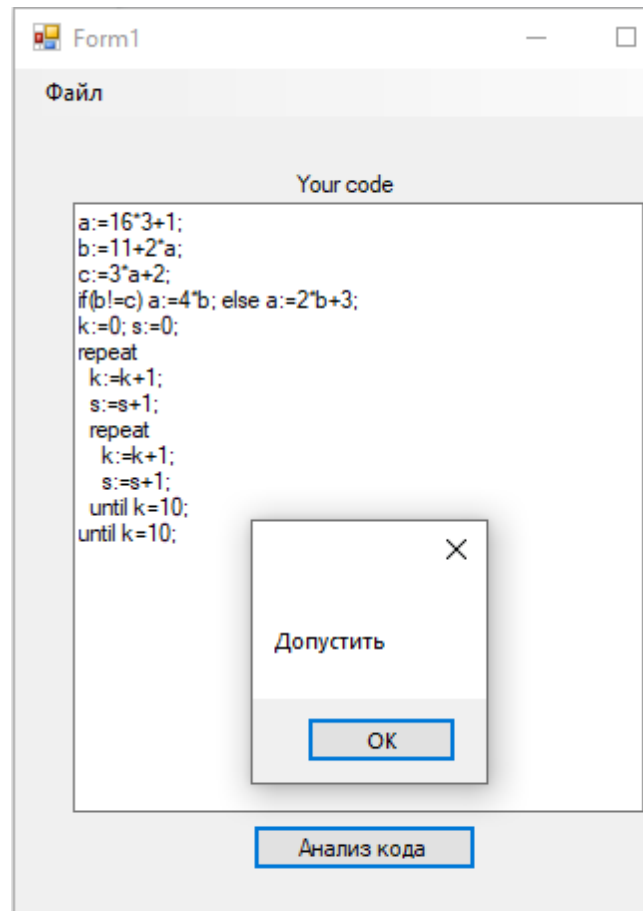 Form1
Файл
Your code
a:=16*3+1;
b:=11+2*a;
c:=3*a+2;
if(b!=c) a:=4*b; else a:=2*b+3;
k:=0; s:=0;
repeat
k:=k+1;
s:=s+1;
repeat
k:=k+1;
s:=s+1;
until k=10;
until k=10;
Допустить
ОК
Анализ кода